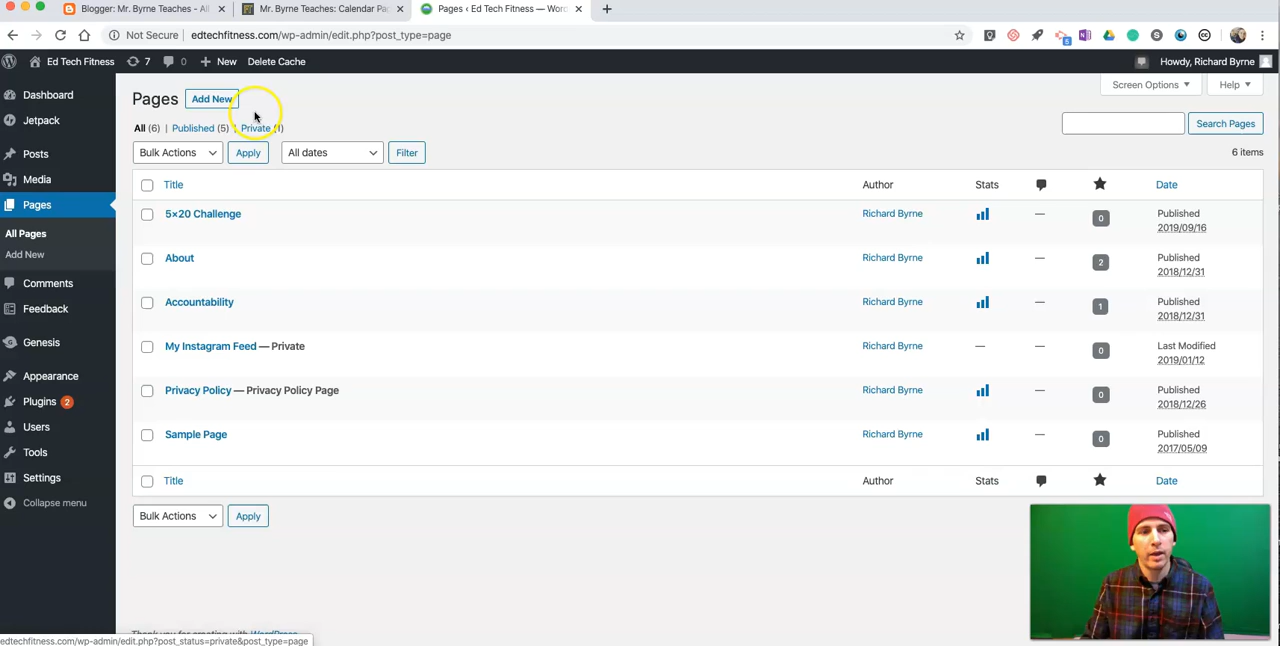 Blogger: Mr. Byrne Teaches - All
Mr. Byrne Teaches: Calendar Pa
Pages ‹ Ed Tech Fitness — Wor
Not Secure | edtechfitness.com/wp-admin/edit.php?post_type=page
Ed Tech Fitness 7 0 + New Delete Cache Howdy, Richard Byrne
Dashboard
Jetpack
Posts
Media
Pages
All Pages
Add New
Comments
Feedback
Genesis
Appearance
Plugins 2
Users
Tools
Settings
Collapse menu
Screen Options ▼ Help ▼
Pages Add New
All (6) | Published (5) | Private (1)
Search Pages
Bulk Actions Apply All dates Filter 6 items
Title Author Stats Date
5×20 Challenge Richard Byrne — 0 Published
2019/09/16
About Richard Byrne — 2 Published
2018/12/31
Accountability Richard Byrne — 1 Published
2018/12/31
My Instagram Feed — Private Richard Byrne — — 0 Last Modified
2019/01/12
Privacy Policy — Privacy Policy Page Richard Byrne — 0 Published
2018/12/26
Sample Page Richard Byrne — 0 Published
2017/05/09
Title Author Stats Date
Bulk Actions Apply
Thank you for creating with WordPress
edtechfitness.com/wp-admin/edit.php?post_status=private&post_type=page